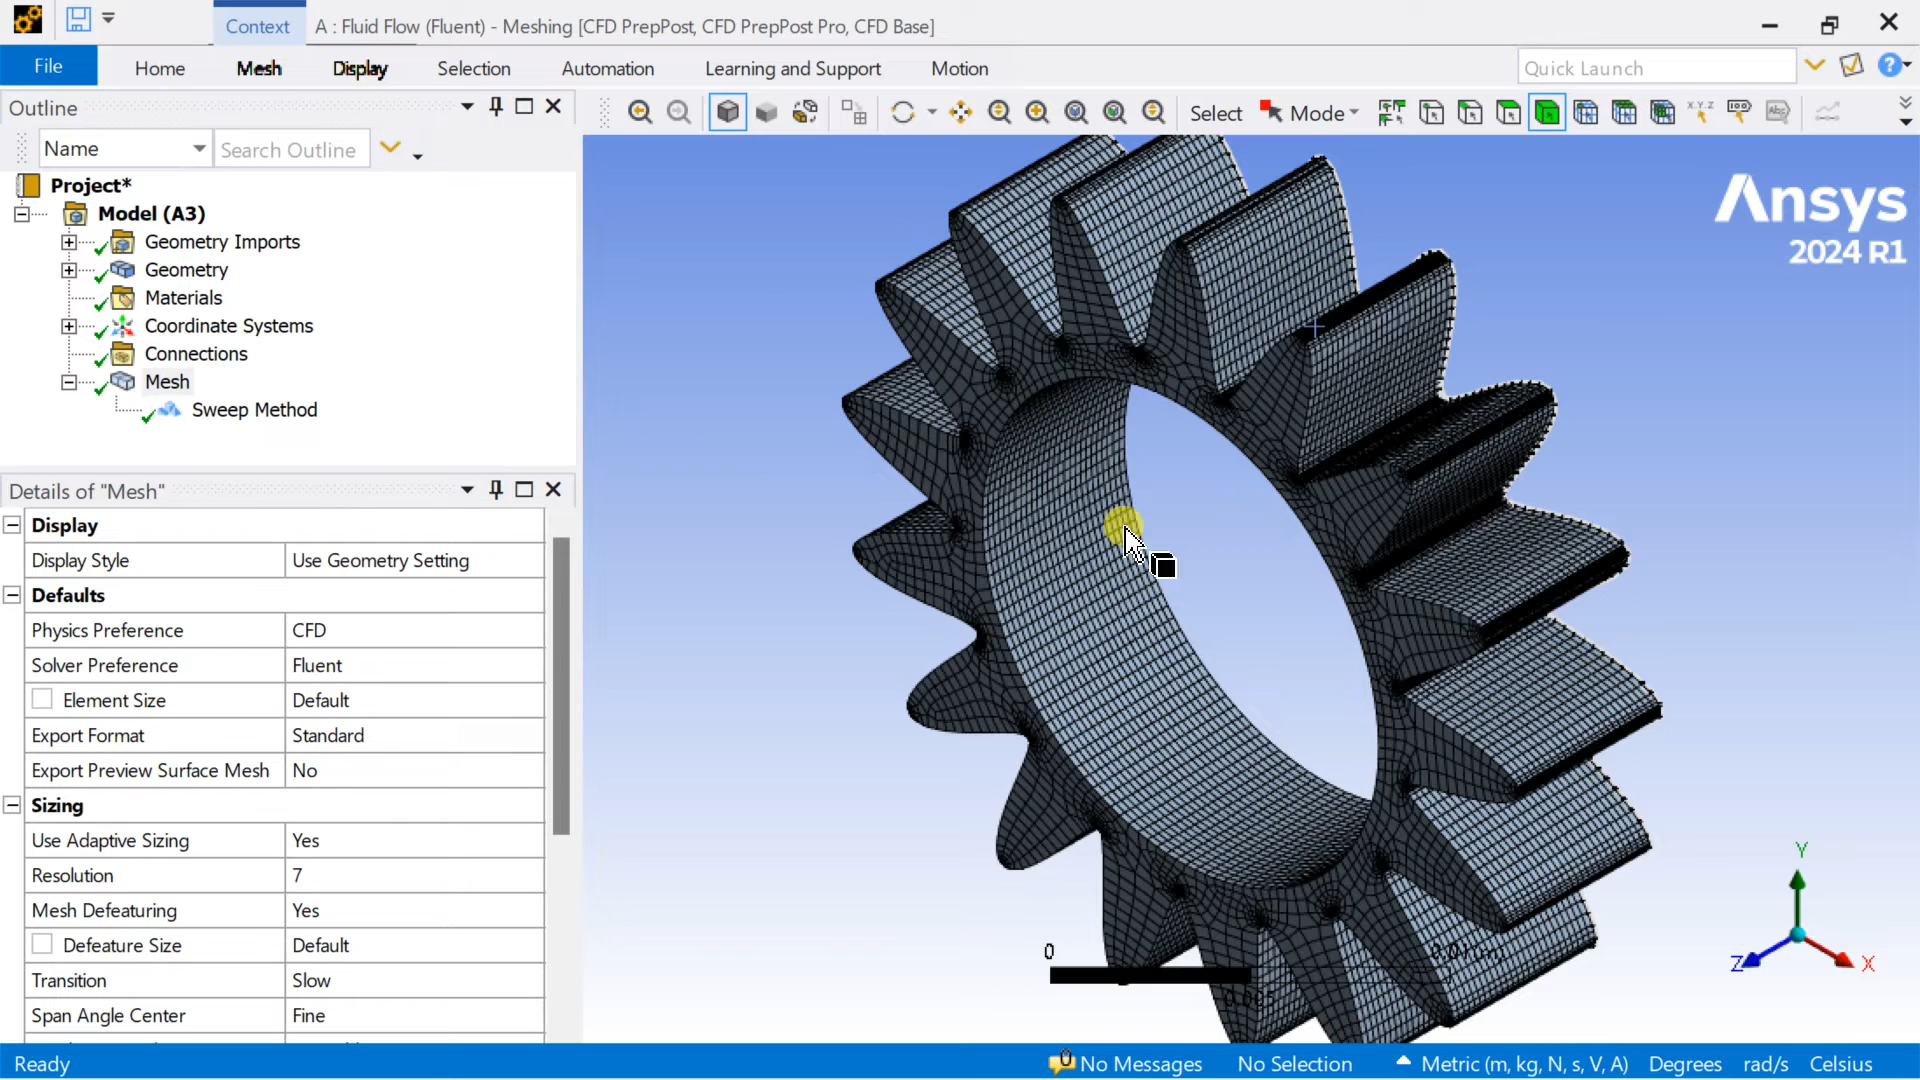 Context
A : Fluid Flow (Fluent) - Meshing [CFD PrepPost, CFD PrepPost Pro, CFD Base]
File
Home
Mesh
Display
Selection
Automation
Learning and Support
Motion
Quick Launch
Outline
Name
Search Outline
Select
Mode
Project*
Model (A3)
Geometry Imports
Geometry
Materials
Coordinate Systems
Connections
Mesh
Sweep Method
Details of "Mesh"
Display
Display Style Use Geometry Setting
Defaults
Physics Preference CFD
Solver Preference Fluent
Element Size Default
Export Format Standard
Export Preview Surface Mesh No
Sizing
Use Adaptive Sizing Yes
Resolution 7
Mesh Defeaturing Yes
Defeature Size Default
Transition Slow
Span Angle Center Fine
Ansys
2024 R1
0
Y
Z
X
Ready
0 No Messages
No Selection
Metric (m, kg, N, s, V, A)
Degrees
rad/s
Celsius